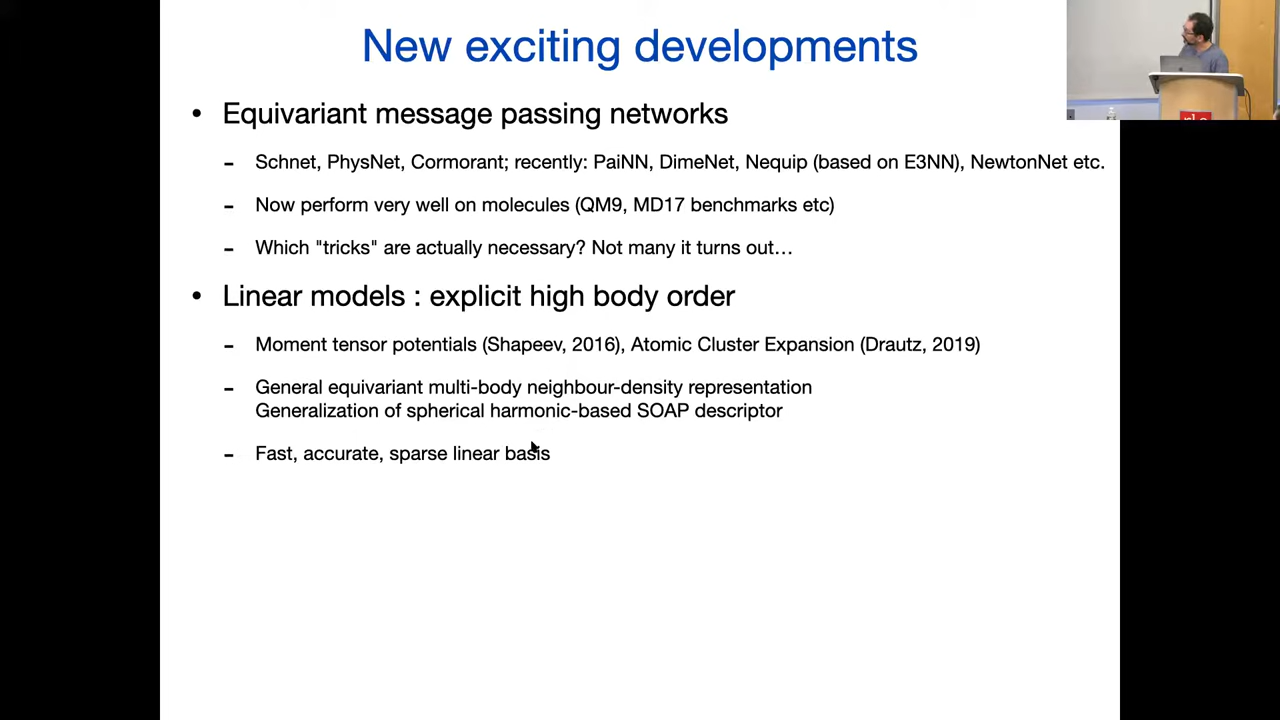 New exciting developments
• Equivariant message passing networks
- Schnet, PhysNet, Cormorant; recently: PaiNN, DimeNet, Nequip (based on E3NN), NewtonNet etc.
- Now perform very well on molecules (QM9, MD17 benchmarks etc)
- Which "tricks" are actually necessary? Not many it turns out…
• Linear models : explicit high body order
- Moment tensor potentials (Shapeev, 2016), Atomic Cluster Expansion (Drautz, 2019)
- General equivariant multi-body neighbour-density representation
Generalization of spherical harmonic-based SOAP descriptor
- Fast, accurate, sparse linear basis